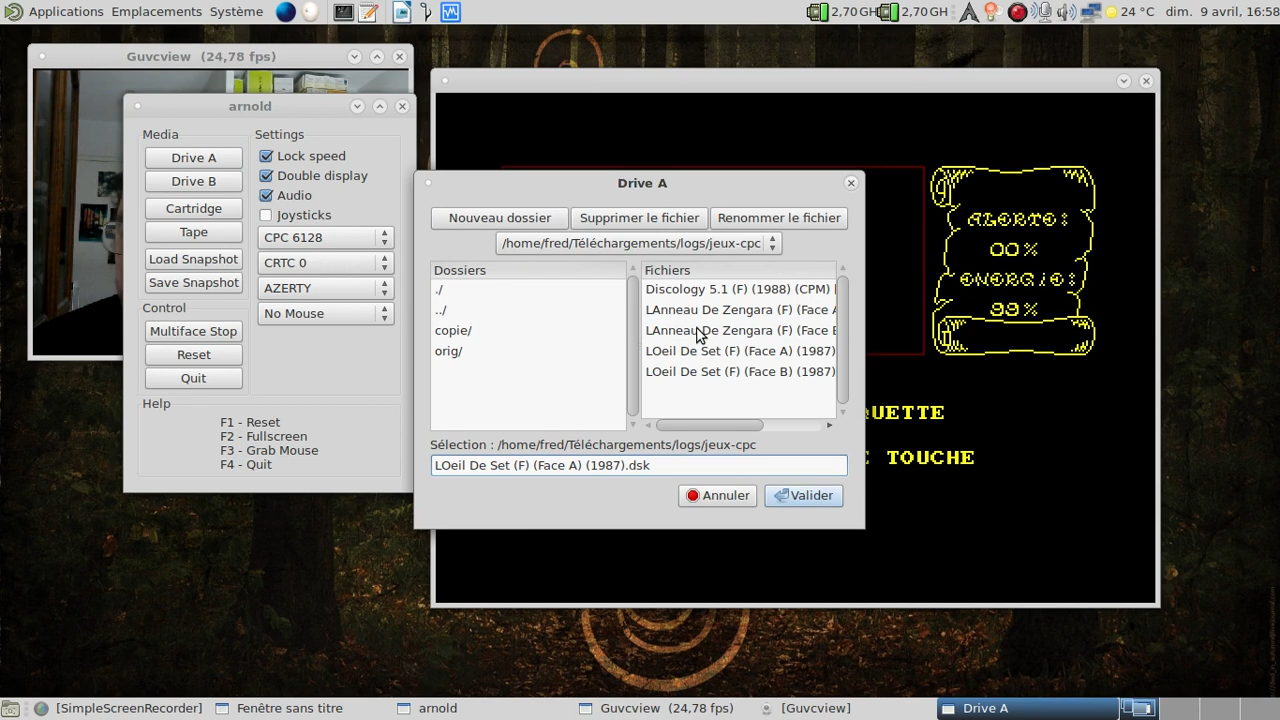 Applications Emplacements Système
2,70 GH 2,70 GH 24 °C dim. 9 avril, 16:58
Guvcview (24,78 fps)
arnold
Media
Drive A
Drive B
Cartridge
Tape
Load Snapshot
Save Snapshot
Control
Multiface Stop
Reset
Quit
Settings
Lock speed
Double display
Audio
Joysticks
CPC 6128
CRTC 0
AZERTY
No Mouse
Help
F1 - Reset
F2 - Fullscreen
F3 - Grab Mouse
F4 - Quit
Drive A
Nouveau dossier Supprimer le fichier Renommer le fichier
/home/fred/Téléchargements/logs/jeux-cpc
Dossiers
./
../
copie/
orig/
Fichiers
Discology 5.1 (F) (1988) (CPM)
LAnneau De Zengara (F) (Face A
LAnneau De Zengara (F) (Face B
LOeil De Set (F) (Face A) (1987)
LOeil De Set (F) (Face B) (1987)
Sélection : /home/fred/Téléchargements/logs/jeux-cpc
LOeil De Set (F) (Face A) (1987).dsk
Annuler Valider
ALERTE:
00%
ENERGIE:
99%
QUETTE
TOUCHE
[SimpleScreenRecorder] Fenêtre sans titre arnold Guvcview (24,78 fps) [Guvcview] Drive A